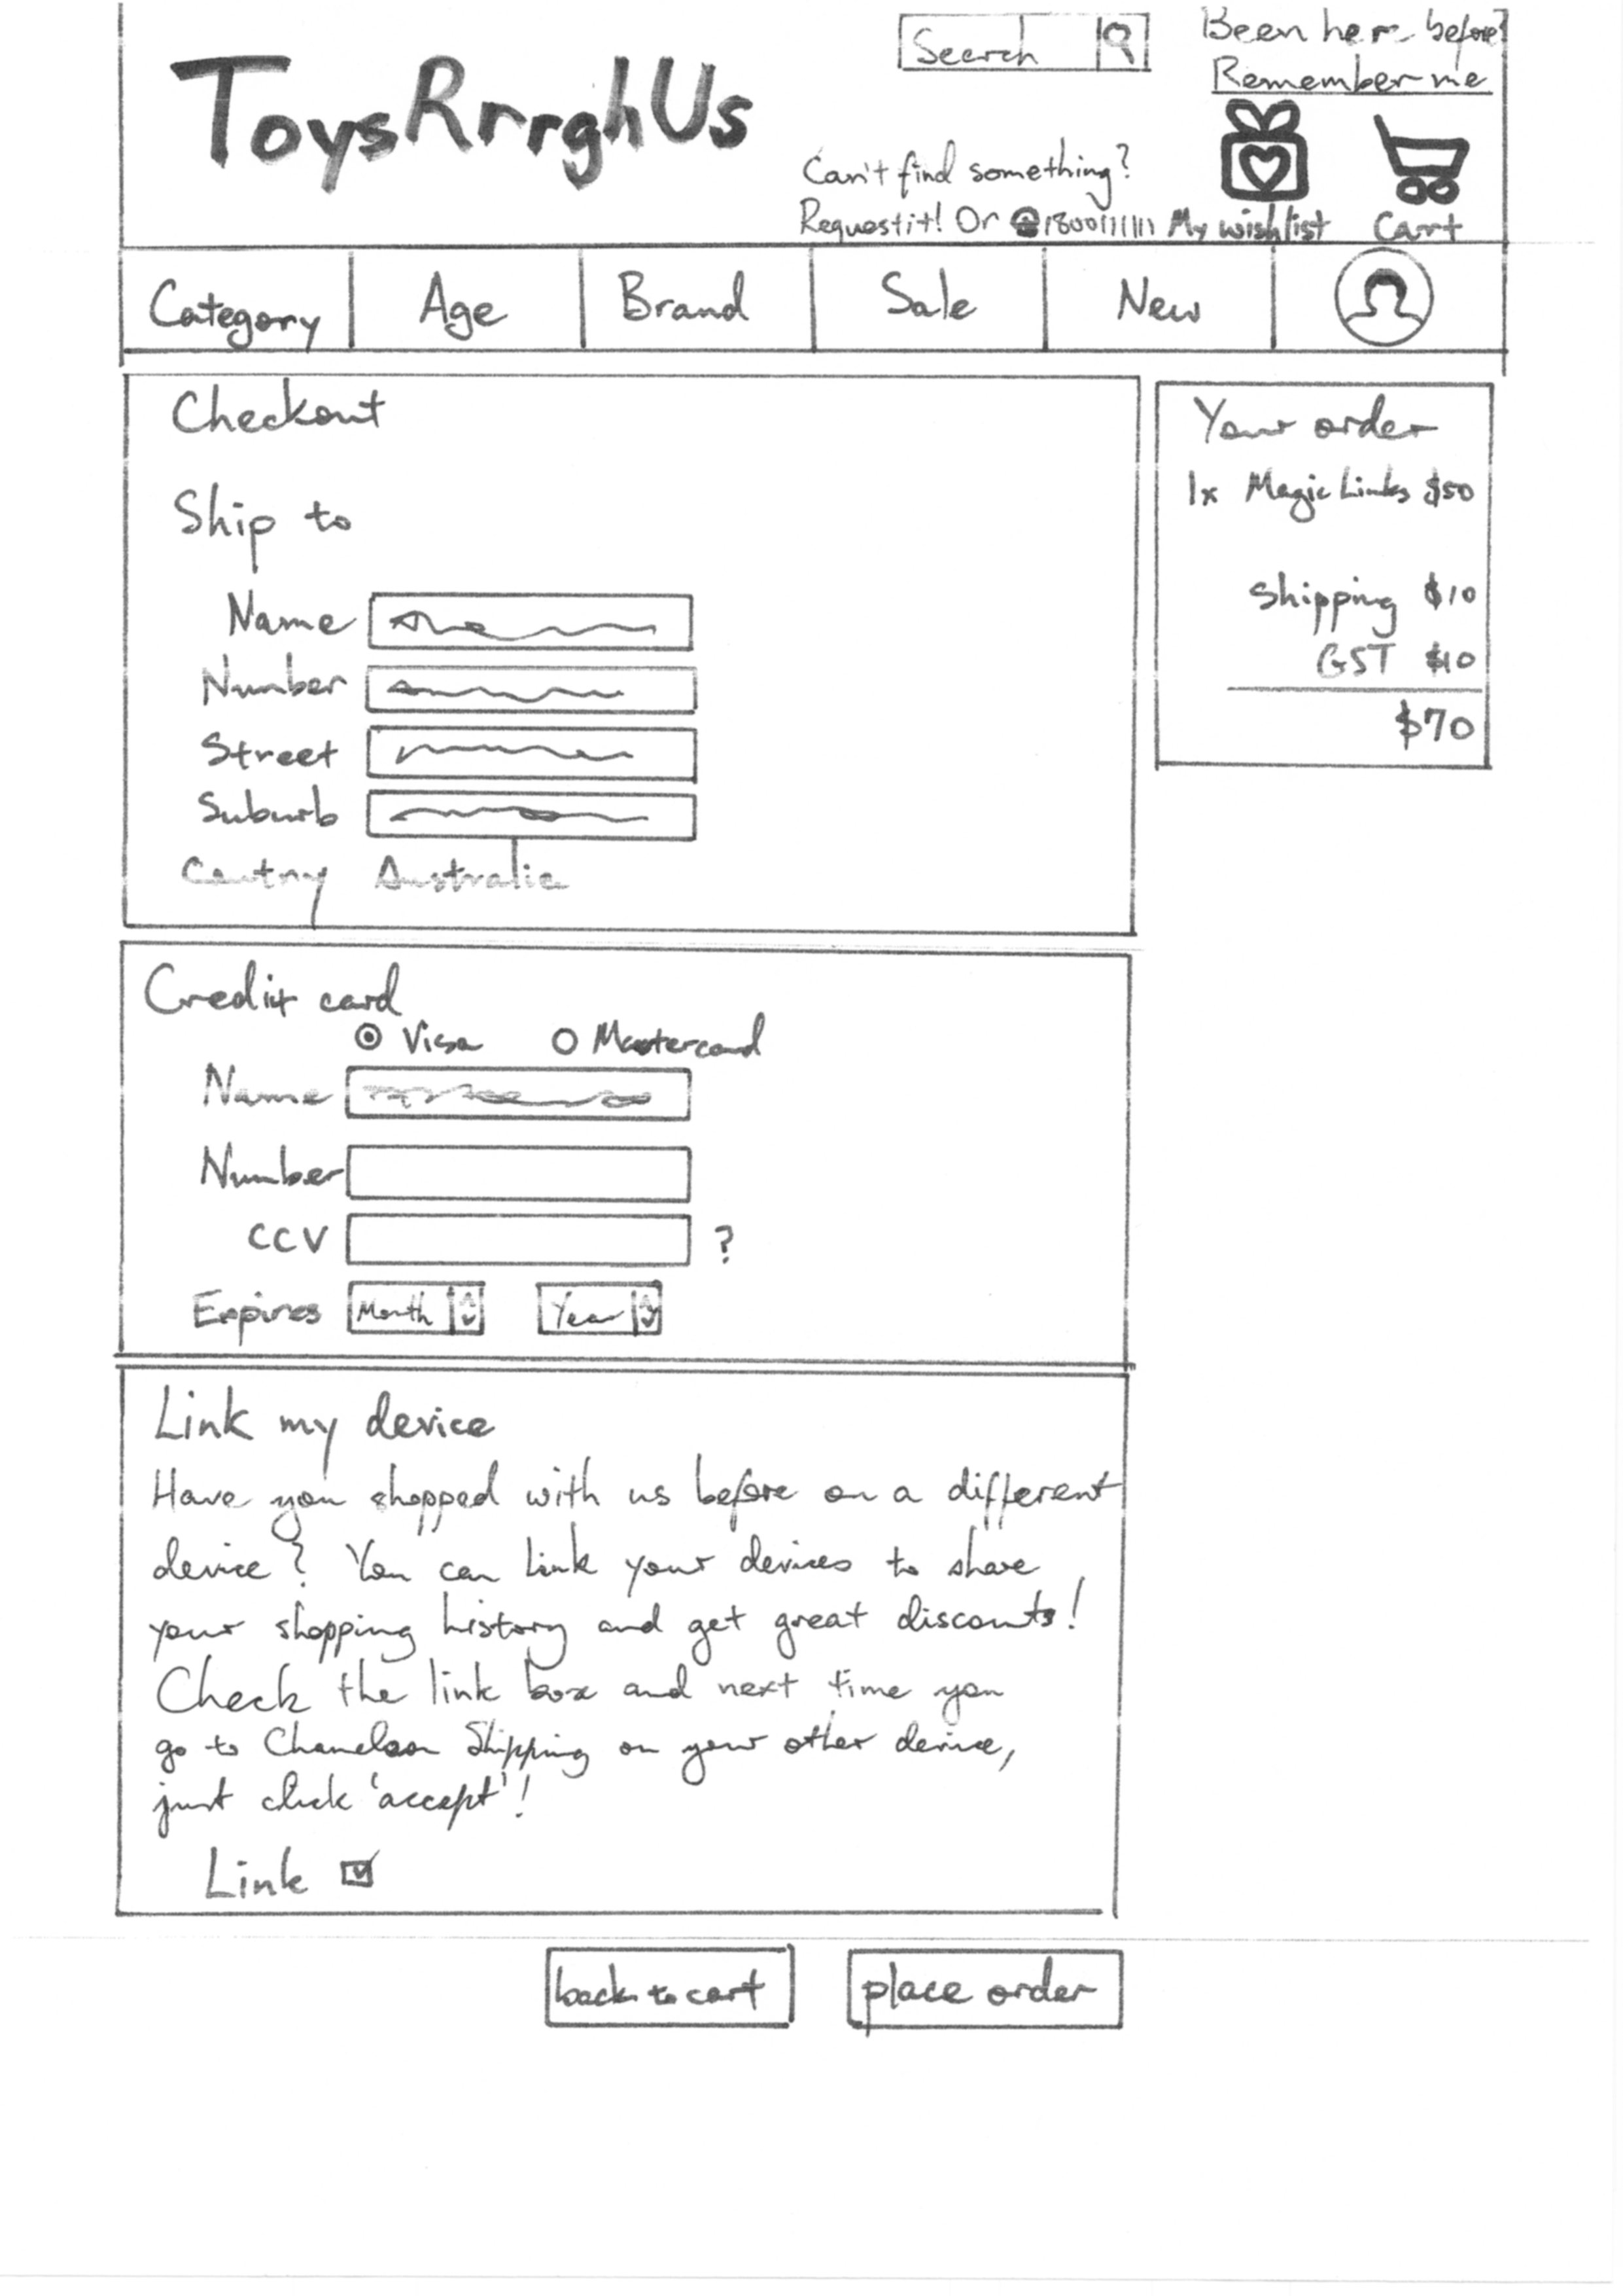 ToysRrrghUs
Search
Been here before?
Remember me
Can't find something?
Request it! Or ☎1800111111
My wishlist
Cart
Category
Age
Brand
Sale
New
Checkout
Ship to
Name
Number
Street
Suburb
Coutny Australia
Your order
1x Magic Links $50
Shipping $10
GST $10
$70
Credit card
Visa
Mastercard
Name
Number
CCV ?
Expires Month Year
Link my device
Have you shopped with us before on a different
device? You can link your devices to share
your shopping history and get great discounts!
Check the link box and next time you
go to Chameleon Shipping on your other device,
just click 'accept'!
Link
back to cart
place order